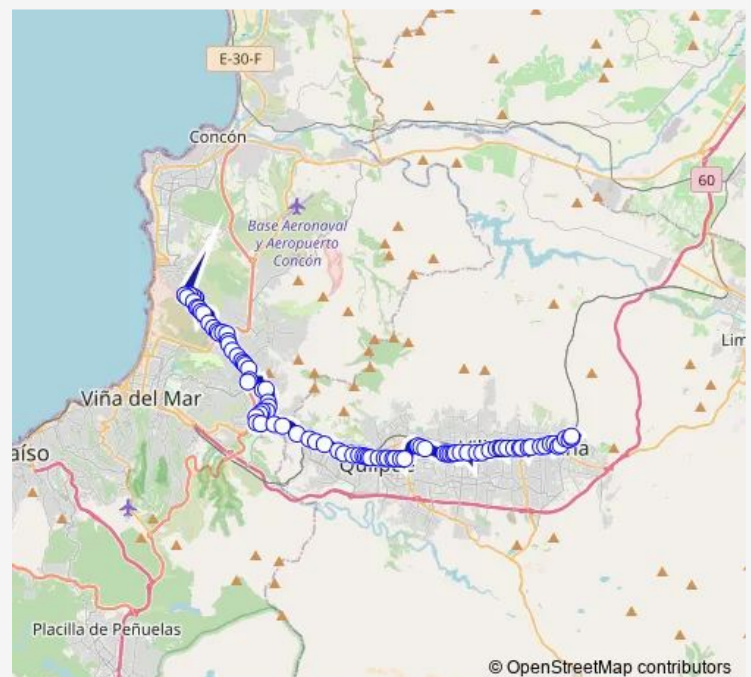 E-30-F
Concón
60
Base Aeronaval
y Aeropuerto
Concón
Lim
Viña del Mar
aíso
Placilla de Peñuelas
© OpenStreetMap contributors